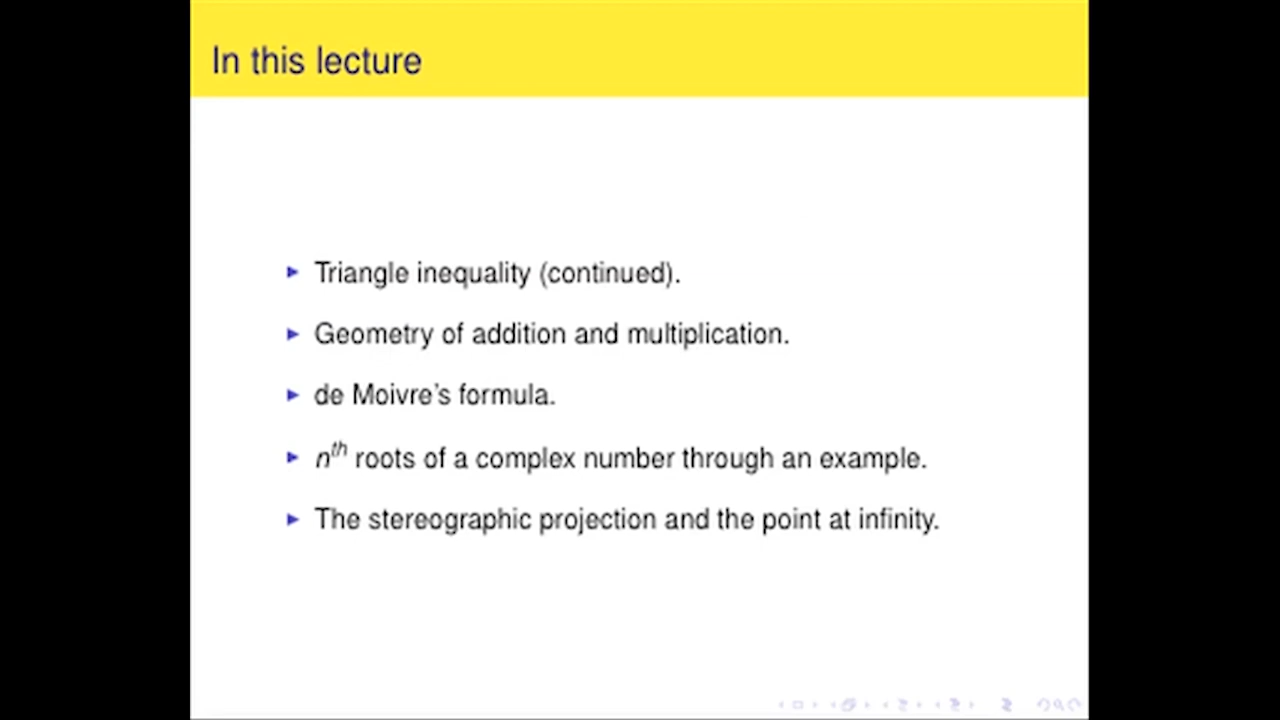 In this lecture
Triangle inequality (continued).
Geometry of addition and multiplication.
de Moivre's formula.
nth roots of a complex number through an example.
The stereographic projection and the point at infinity.